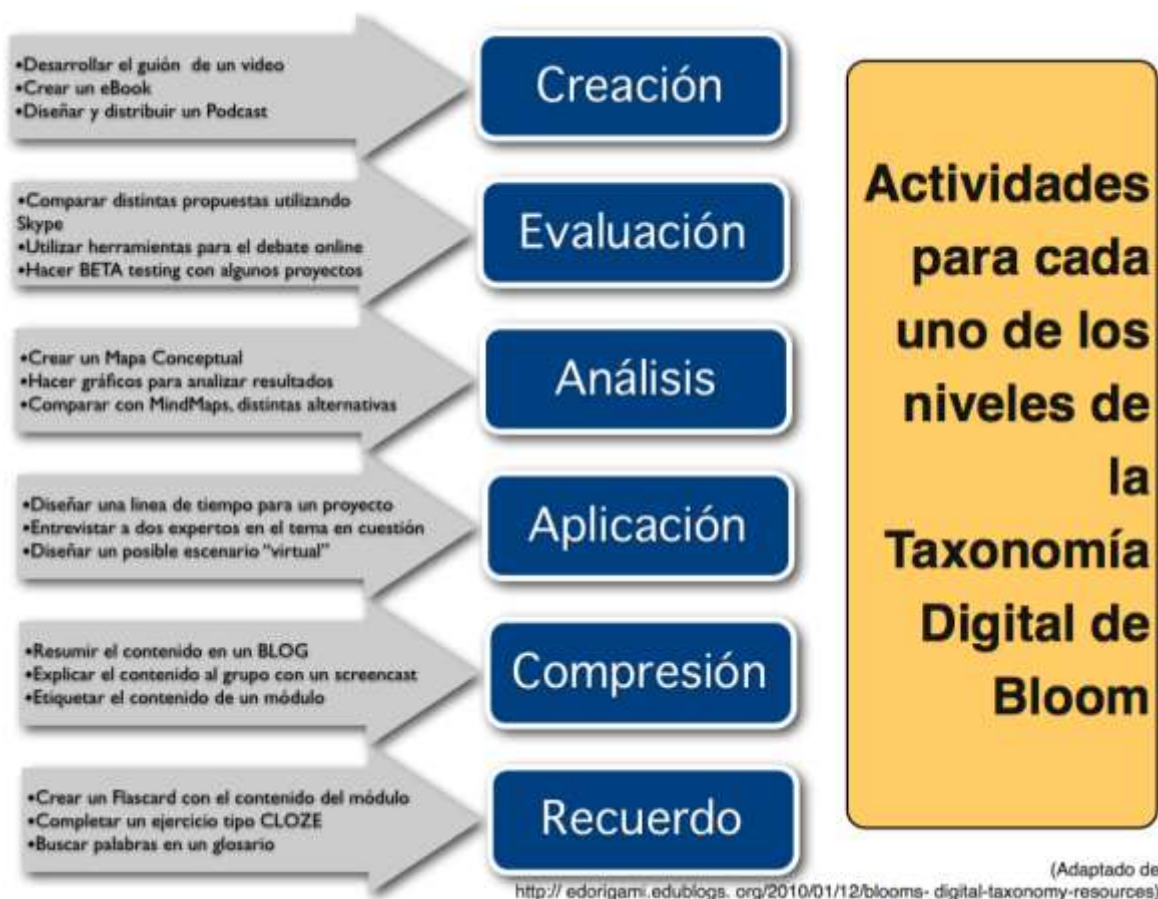 •Desarrollar el guión de un video
•Crear un eBook
•Diseñar y distribuir un Podcast
Creación
•Comparar distintas propuestas utilizando
Skype
•Utilizar herramientas para el debate online
•Hacer BETA testing con algunos proyectos
Evaluación
•Crear un Mapa Conceptual
•Hacer gráficos para analizar resultados
•Comparar con MindMaps, distintas alternativas
Análisis
•Diseñar una linea de tiempo para un proyecto
•Entrevistar a dos expertos en el tema en cuestión
•Diseñar un posible escenario "virtual"
Aplicación
•Resumir el contenido en un BLOG
•Explicar el contenido al grupo con un screencast
•Etiquetar el contenido de un módulo
Compresión
•Crear un Flascard con el contenido del módulo
•Completar un ejercicio tipo CLOZE
•Buscar palabras en un glosario
Recuerdo
Actividades
para cada
uno de los
niveles de
la
Taxonomía
Digital de
Bloom
(Adaptado de
http:// edorigami.edublogs. org/2010/01/12/blooms- digital-taxonomy-resources)